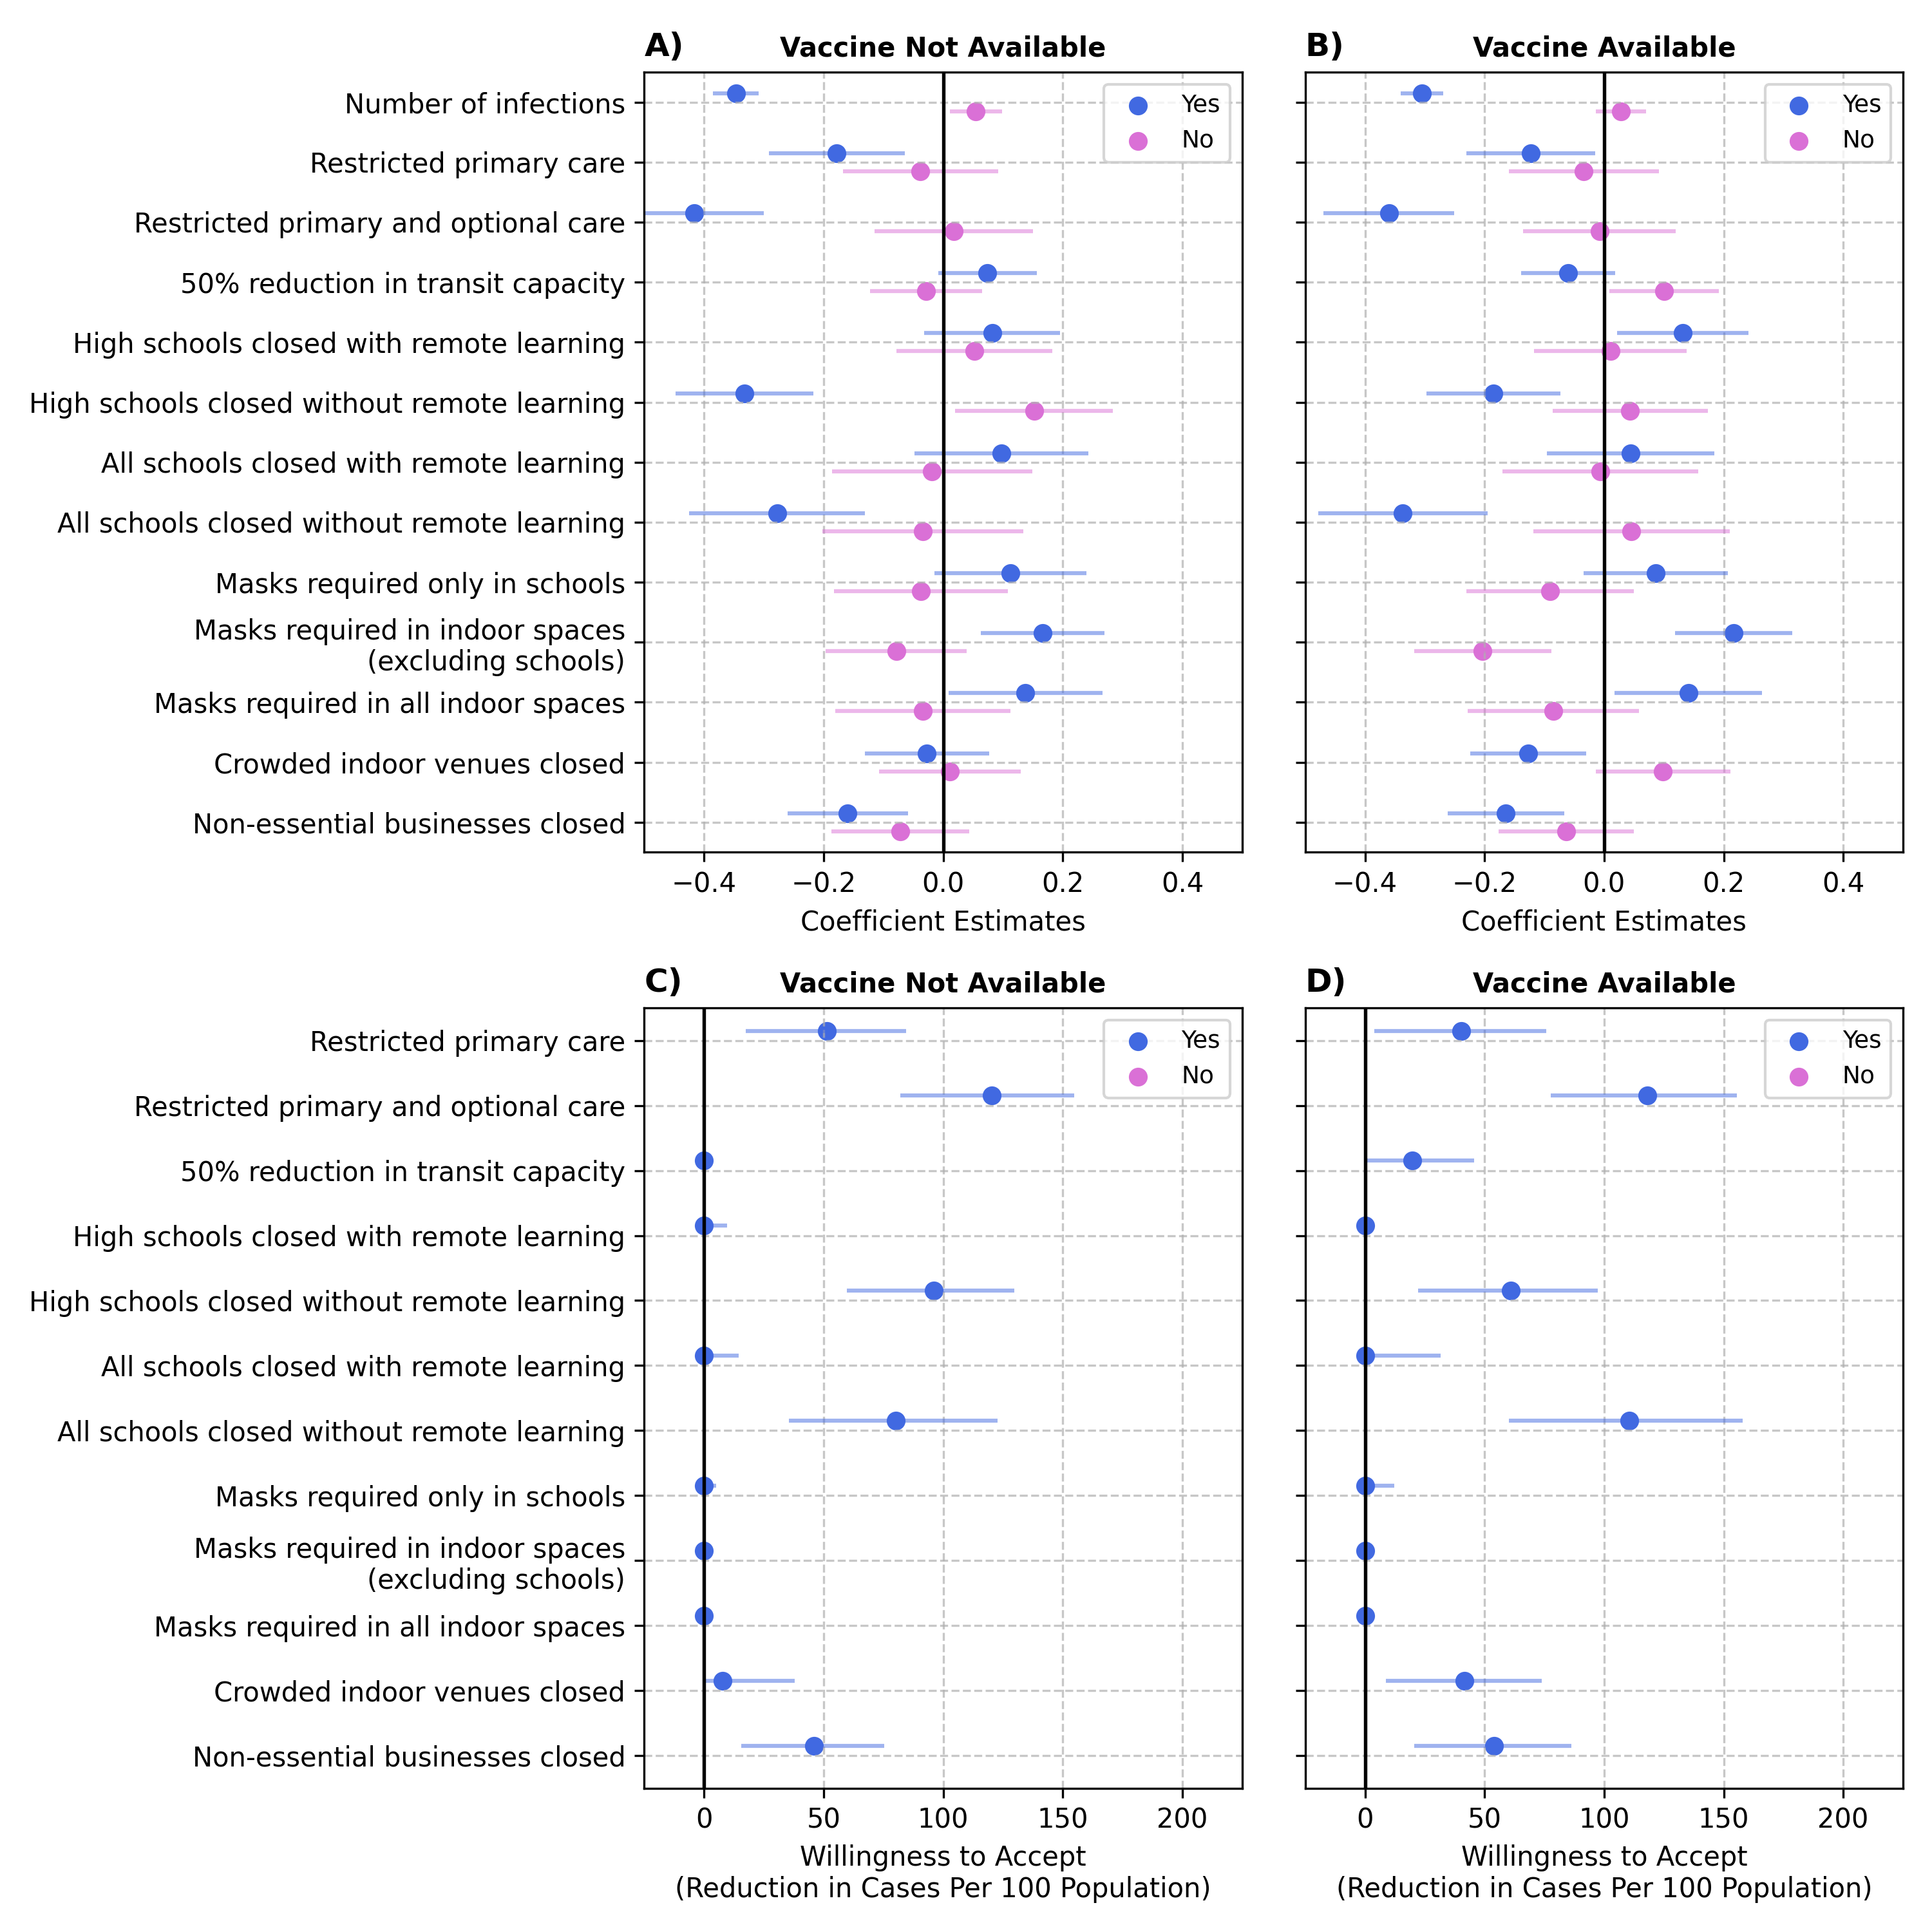 A) Vaccine Not Available
B) Vaccine Available
Yes
No
Yes
No
Number of infections
Restricted primary care
Restricted primary and optional care
50% reduction in transit capacity
High schools closed with remote learning
High schools closed without remote learning
All schools closed with remote learning
All schools closed without remote learning
Masks required only in schools
Masks required in indoor spaces
(excluding schools)
Masks required in all indoor spaces
Crowded indoor venues closed
Non-essential businesses closed
−0.4 −0.2 0.0 0.2 0.4
−0.4 −0.2 0.0 0.2 0.4
Coefficient Estimates
Coefficient Estimates
C) Vaccine Not Available
D) Vaccine Available
Yes
No
Yes
No
Restricted primary care
Restricted primary and optional care
50% reduction in transit capacity
High schools closed with remote learning
High schools closed without remote learning
All schools closed with remote learning
All schools closed without remote learning
Masks required only in schools
Masks required in indoor spaces
(excluding schools)
Masks required in all indoor spaces
Crowded indoor venues closed
Non-essential businesses closed
0 50 100 150 200
0 50 100 150 200
Willingness to Accept
(Reduction in Cases Per 100 Population)
Willingness to Accept
(Reduction in Cases Per 100 Population)